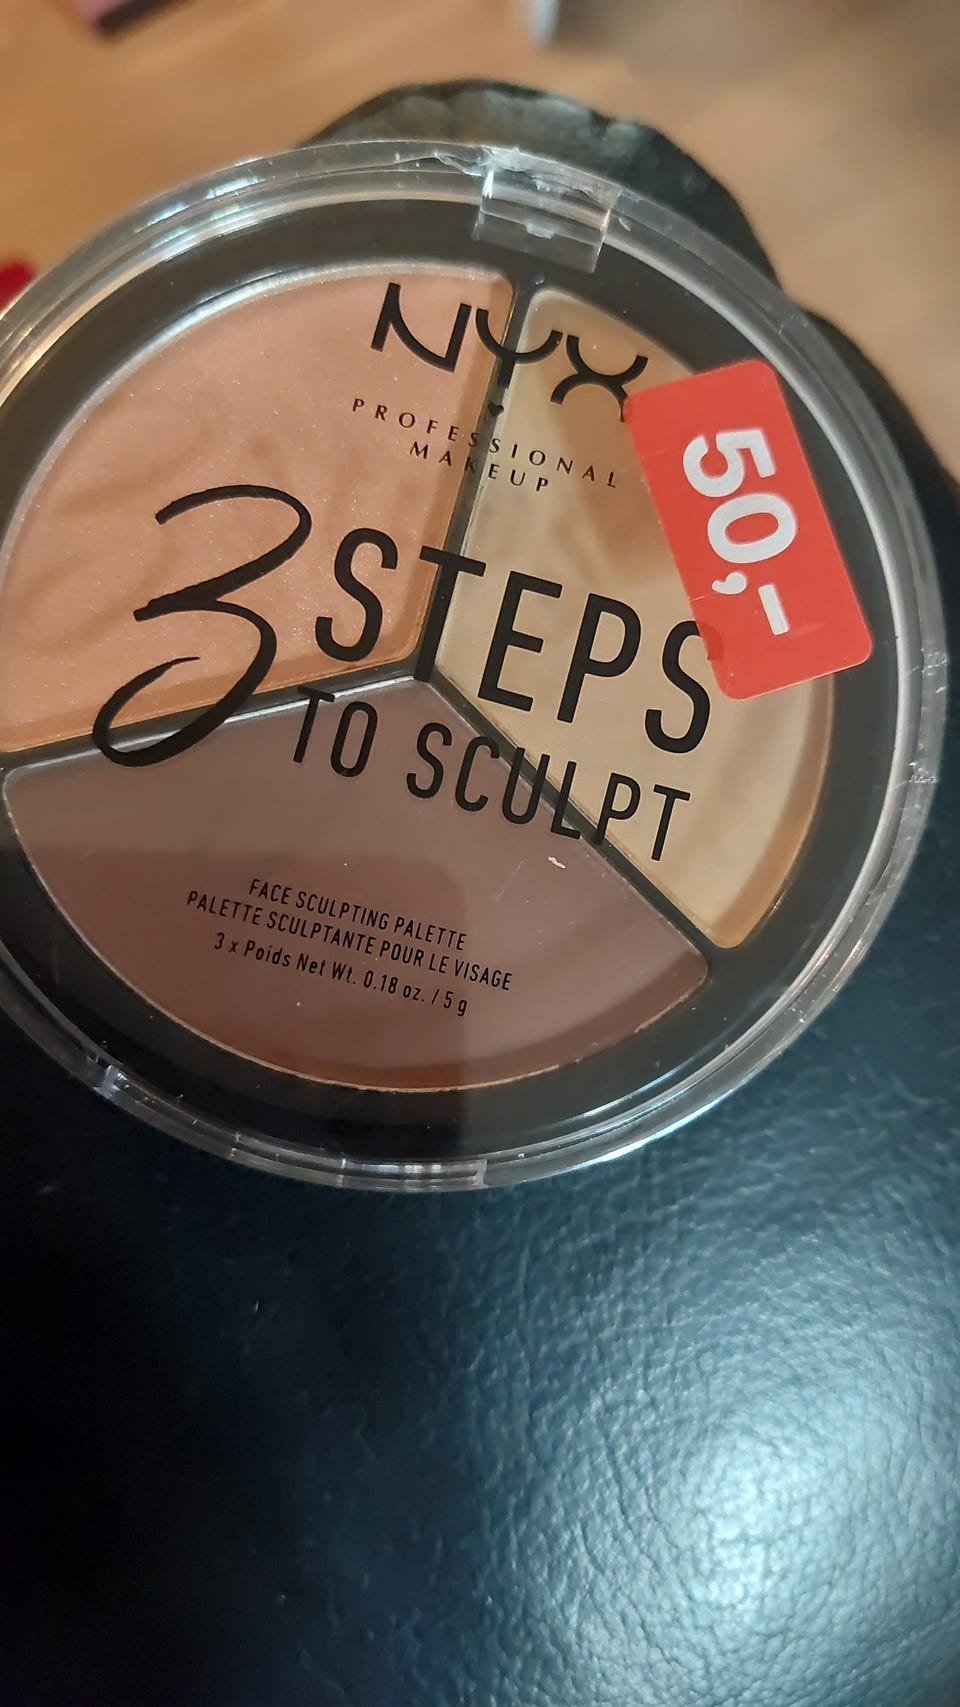 NYX
PROFESSIONAL
MAKEUP
50,-
3 STEPS
TO SCULPT
FACE SCULPTING PALETTE
PALETTE SCULPTANTE POUR LE VISAGE
3 x Poids Net Wt. 0.18 oz. / 5 g